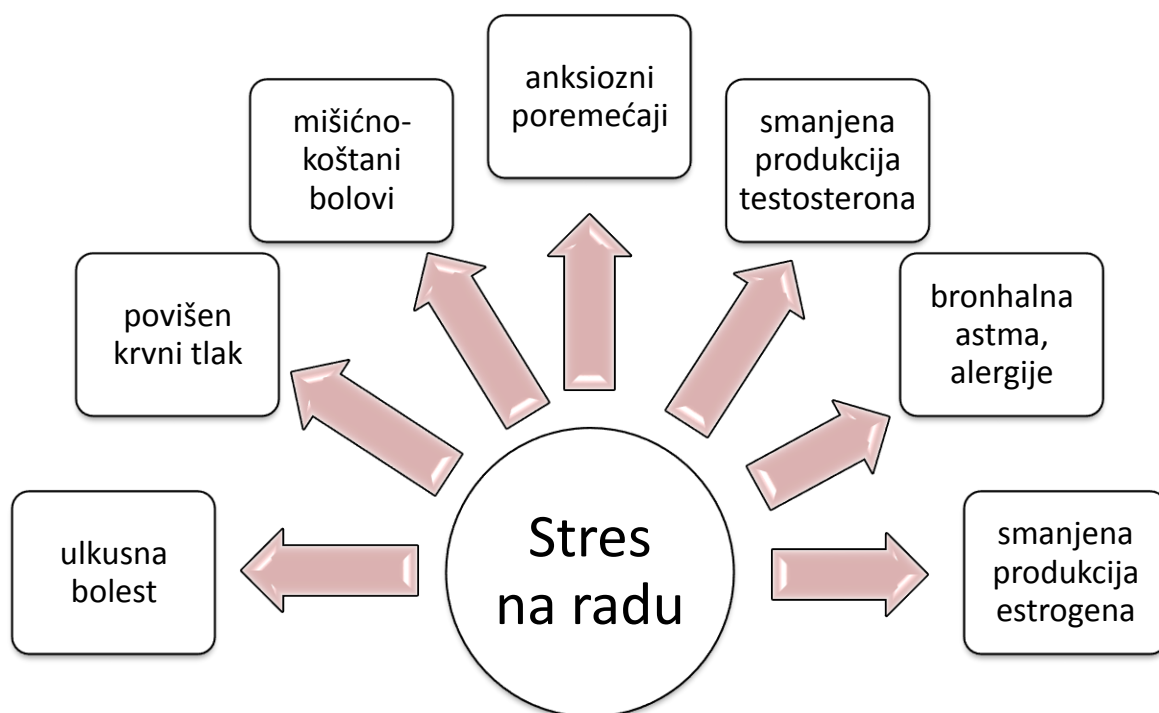 anksiozni
poremećaji
mišićno-
koštani
bolovi
smanjena
produkcija
testosterona
povišen
krvni tlak
bronhalna
astma,
alergije
ulkusna
bolest
Stres
na radu
smanjena
produkcija
estrogena